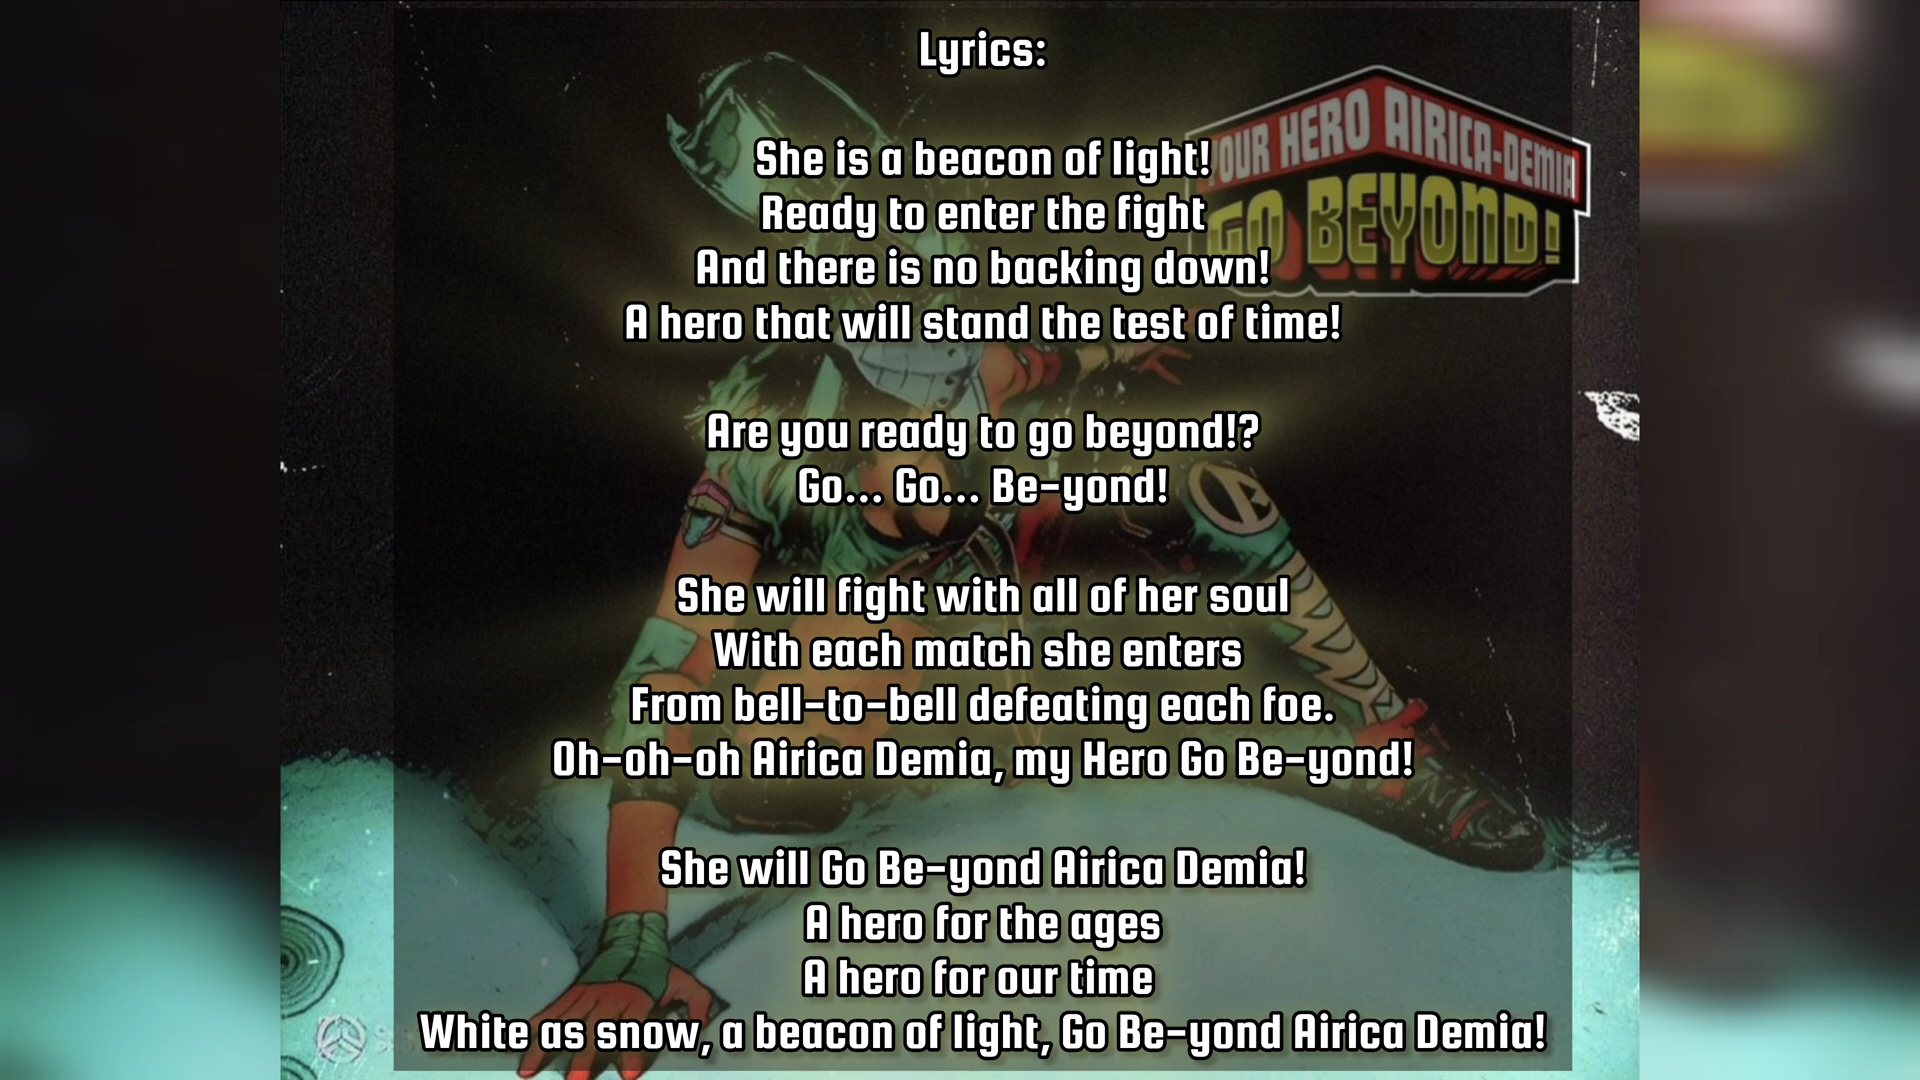 Lyrics:
She is a beacon of light!
Ready to enter the fight
And there is no backing down!
A hero that will stand the test of time!
YOUR HERO AIRICA-DEMIA
GO BEYOND!
Are you ready to go beyond!?
Go... Go... Be-yond!
She will fight with all of her soul
With each match she enters
From bell-to-bell defeating each foe.
Oh-oh-oh Airica Demia, my Hero Go Be-yond!
She will Go Be-yond Airica Demia!
A hero for the ages
A hero for our time
White as snow, a beacon of light, Go Be-yond Airica Demia!